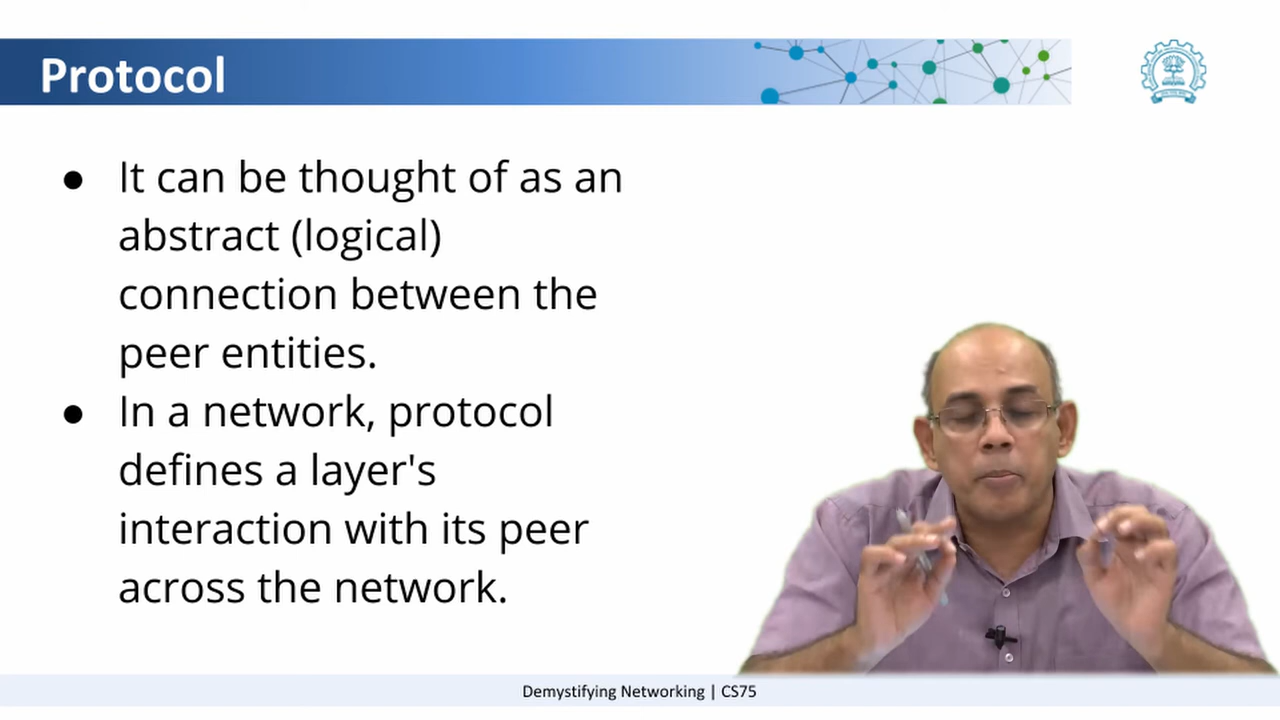 Protocol
● It can be thought of as an
abstract (logical)
connection between the
peer entities.
● In a network, protocol
defines a layer's
interaction with its peer
across the network.
Demystifying Networking | CS75